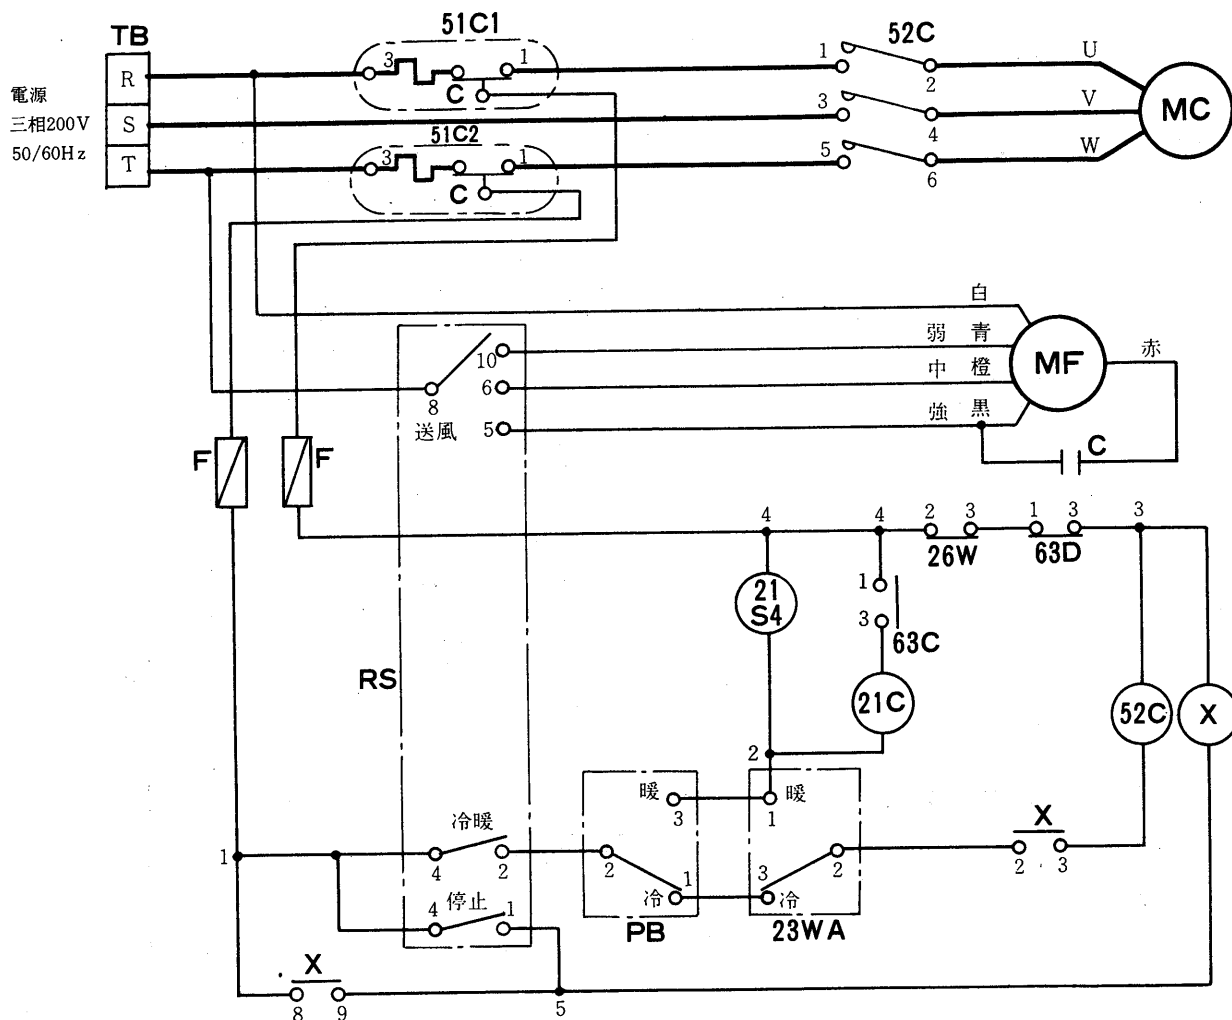 TB
51C1
52C
電源
三相200V
50/60Hz
R
S
T
3
1
C
51C2
3
1
C
1
2
3
4
5
6
U
V
W
MC
白
弱 青
中 橙
強 黒
MF
赤
C
10
8
6
5
送風
F
F
4
4
2
3
1
3
3
26W
63D
21
S4
1
3
63C
21C
52C
X
RS
2
暖
3
暖
1
冷暖
1
4
2
2
1
冷
3
冷
2
X
2
3
停止
4
1
PB
23WA
X
8
9
5